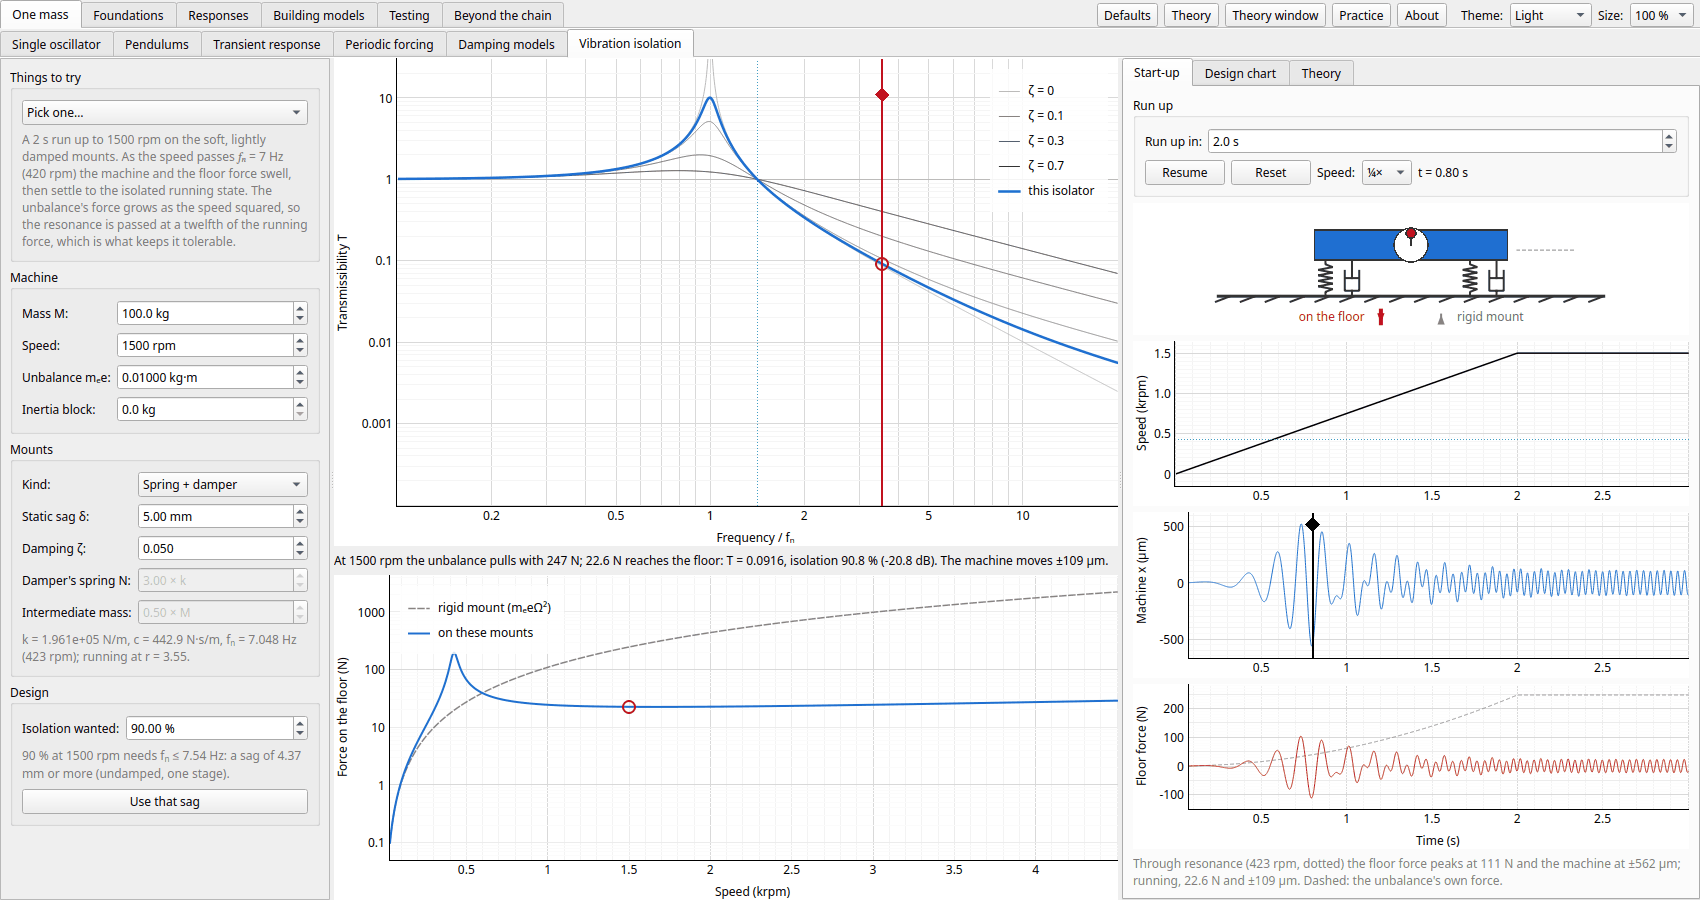 One mass Foundations Responses Building models Testing Beyond the chain Defaults Theory Theory window Practice About Theme: Light Size: 100 %
Single oscillator Pendulums Transient response Periodic forcing Damping models Vibration isolation
Things to try
Pick one...
A 2 s run up to 1500 rpm on the soft, lightly
damped mounts. As the speed passes fₙ = 7 Hz
(420 rpm) the machine and the floor force swell,
then settle to the isolated running state. The
unbalance's force grows as the speed squared, so
the resonance is passed at a twelfth of the running
force, which is what keeps it tolerable.
Machine
Mass M: 100.0 kg
Speed: 1500 rpm
Unbalance mₑe: 0.01000 kg·m
Inertia block: 0.0 kg
Mounts
Kind: Spring + damper
Static sag δ: 5.00 mm
Damping ζ: 0.050
Damper's spring N: 3.00 × k
Intermediate mass: 0.50 × M
k = 1.961e+05 N/m, c = 442.9 N·s/m, fₙ = 7.048 Hz
(423 rpm); running at r = 3.55.
Design
Isolation wanted: 90.00 %
90 % at 1500 rpm needs fₙ ≤ 7.54 Hz: a sag of 4.37
mm or more (undamped, one stage).
Use that sag
Transmissibility T
10
1
0.1
0.01
0.001
ζ = 0
ζ = 0.1
ζ = 0.3
ζ = 0.7
this isolator
0.2 0.5 1 2 5 10
Frequency / fₙ
At 1500 rpm the unbalance pulls with 247 N; 22.6 N reaches the floor: T = 0.0916, isolation 90.8 % (-20.8 dB). The machine moves ±109 µm.
Force on the floor (N)
1000
100
10
1
0.1
rigid mount (mₑeΩ²)
on these mounts
0.5 1 1.5 2 2.5 3 3.5 4
Speed (krpm)
Start-up Design chart Theory
Run up
Run up in: 2.0 s
Resume Reset Speed: ¼× t = 0.80 s
on the floor rigid mount
Speed (krpm)
1.5
1.0
0.5
0
0.5 1 1.5 2 2.5
Machine x (µm)
500
0
-500
0.5 1 1.5 2 2.5
Floor force (N)
200
100
0
-100
0.5 1 1.5 2 2.5
Time (s)
Through resonance (423 rpm, dotted) the floor force peaks at 111 N and the machine at ±562 µm;
running, 22.6 N and ±109 µm. Dashed: the unbalance's own force.